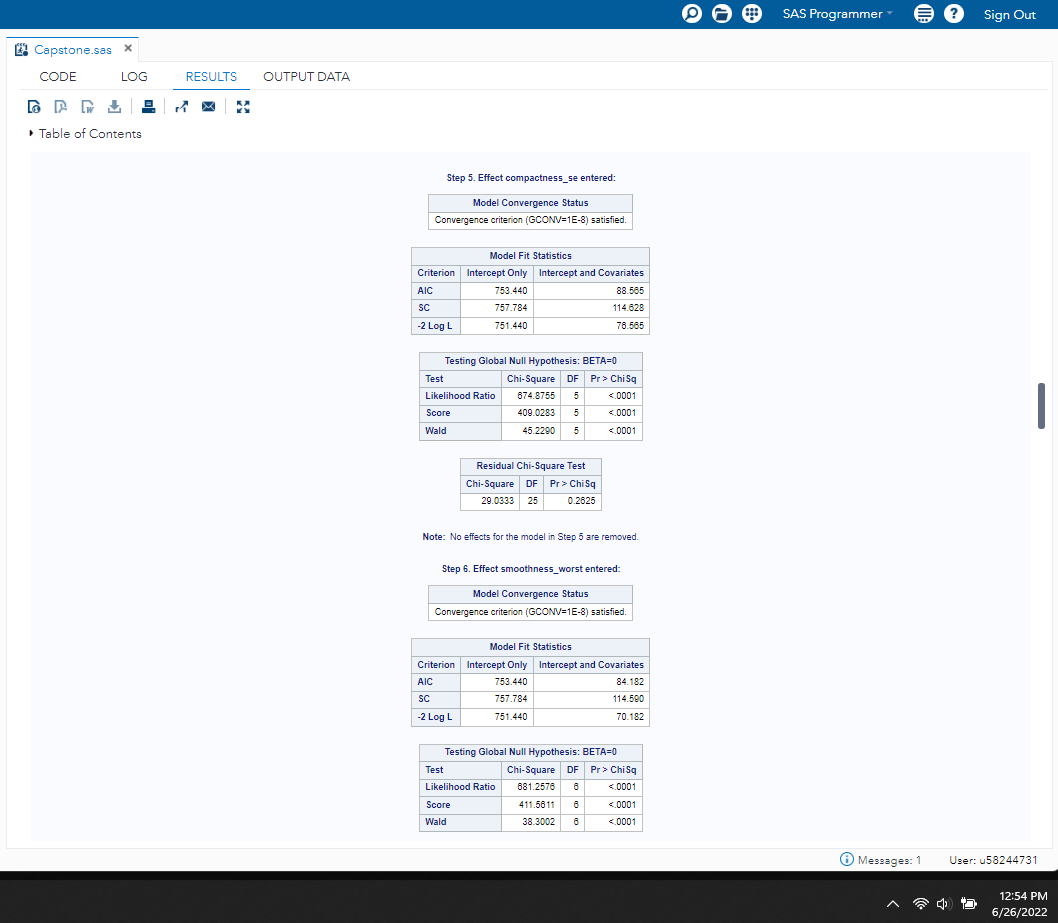 SAS Programmer
Sign Out
Capstone.sas
CODE LOG RESULTS OUTPUT DATA
Table of Contents
Step 5. Effect compactness_se entered:
Model Convergence Status
Convergence criterion (GCONV=1E-8) satisfied.
Model Fit Statistics
Criterion Intercept Only Intercept and Covariates
AIC 753.440 88.565
SC 757.784 114.628
-2 Log L 751.440 76.565
Testing Global Null Hypothesis: BETA=0
Test Chi-Square DF Pr > ChiSq
Likelihood Ratio 674.8755 5 <.0001
Score 409.0283 5 <.0001
Wald 45.2290 5 <.0001
Residual Chi-Square Test
Chi-Square DF Pr > ChiSq
29.0333 25 0.2625
Note: No effects for the model in Step 5 are removed.
Step 6. Effect smoothness_worst entered:
Model Convergence Status
Convergence criterion (GCONV=1E-8) satisfied.
Model Fit Statistics
Criterion Intercept Only Intercept and Covariates
AIC 753.440 84.182
SC 757.784 114.590
-2 Log L 751.440 70.182
Testing Global Null Hypothesis: BETA=0
Test Chi-Square DF Pr > ChiSq
Likelihood Ratio 681.2576 6 <.0001
Score 411.5611 6 <.0001
Wald 38.3002 6 <.0001
Messages: 1 User: u58244731
12:54 PM
6/26/2022